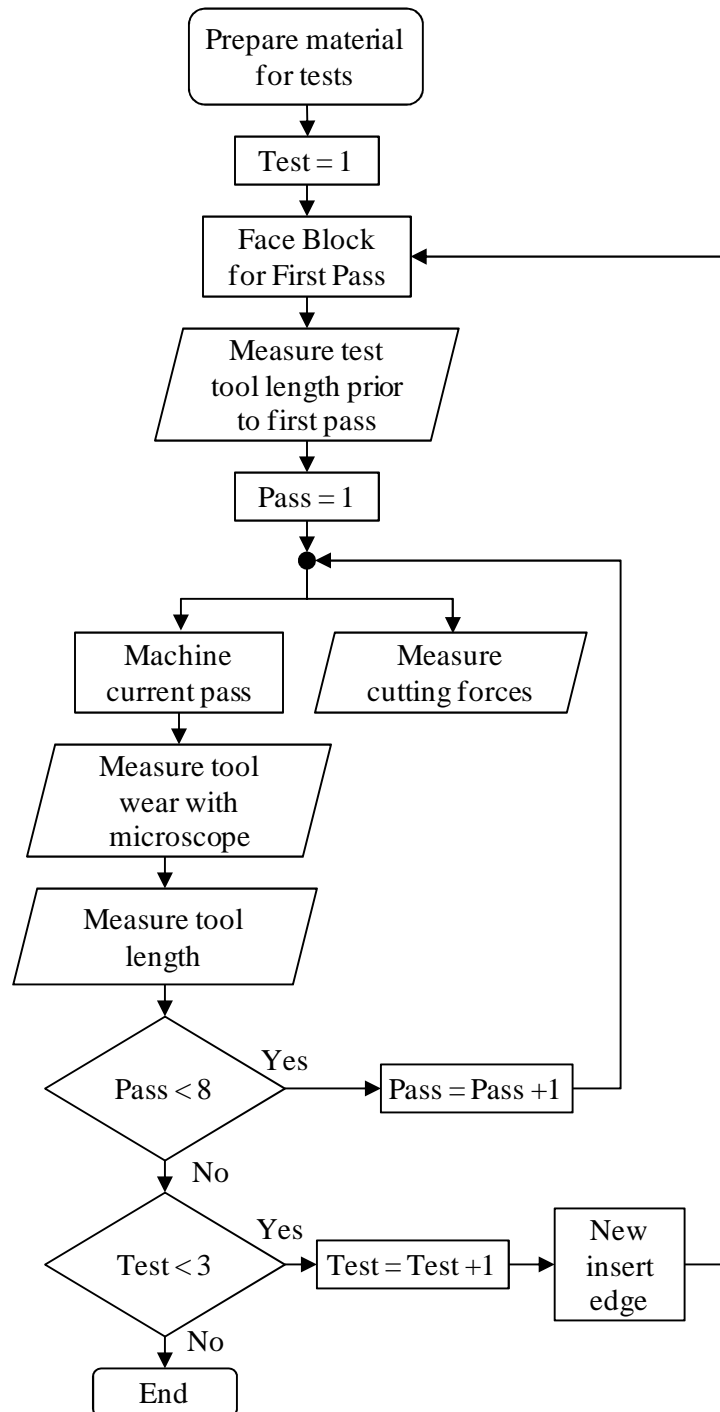 Prepare material
for tests
Test = 1
Face Block
for First Pass
Measure test
tool length prior
to first pass
Pass = 1
Machine
current pass
Measure
cutting forces
Measure tool
wear with
microscope
Measure tool
length
Pass < 8
Yes
Pass = Pass +1
No
Test < 3
Yes
Test = Test +1
New
insert
edge
No
End